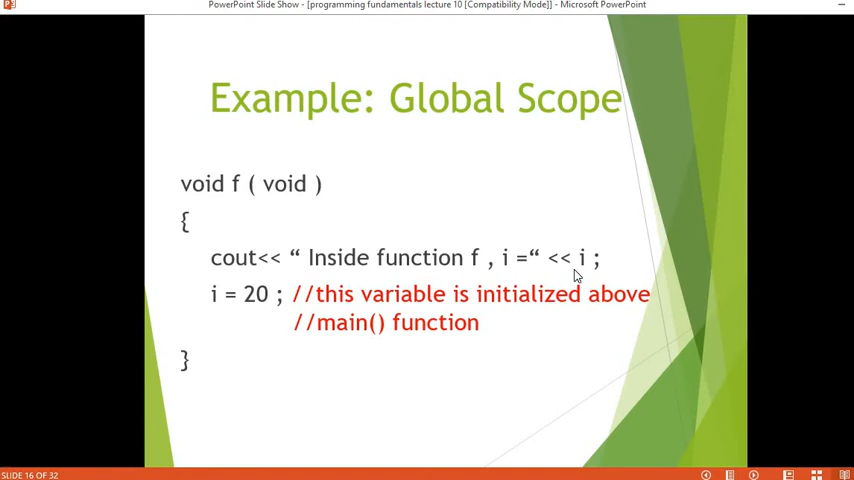 PowerPoint Slide Show - [programming fundamentals lecture 10 [Compatibility Mode]] - Microsoft PowerPoint
Example: Global Scope
void f ( void )
{
cout<< “ Inside function f , i =“ << i ;
i = 20 ; //this variable is initialized above
//main() function
}
SLIDE 16 OF 32